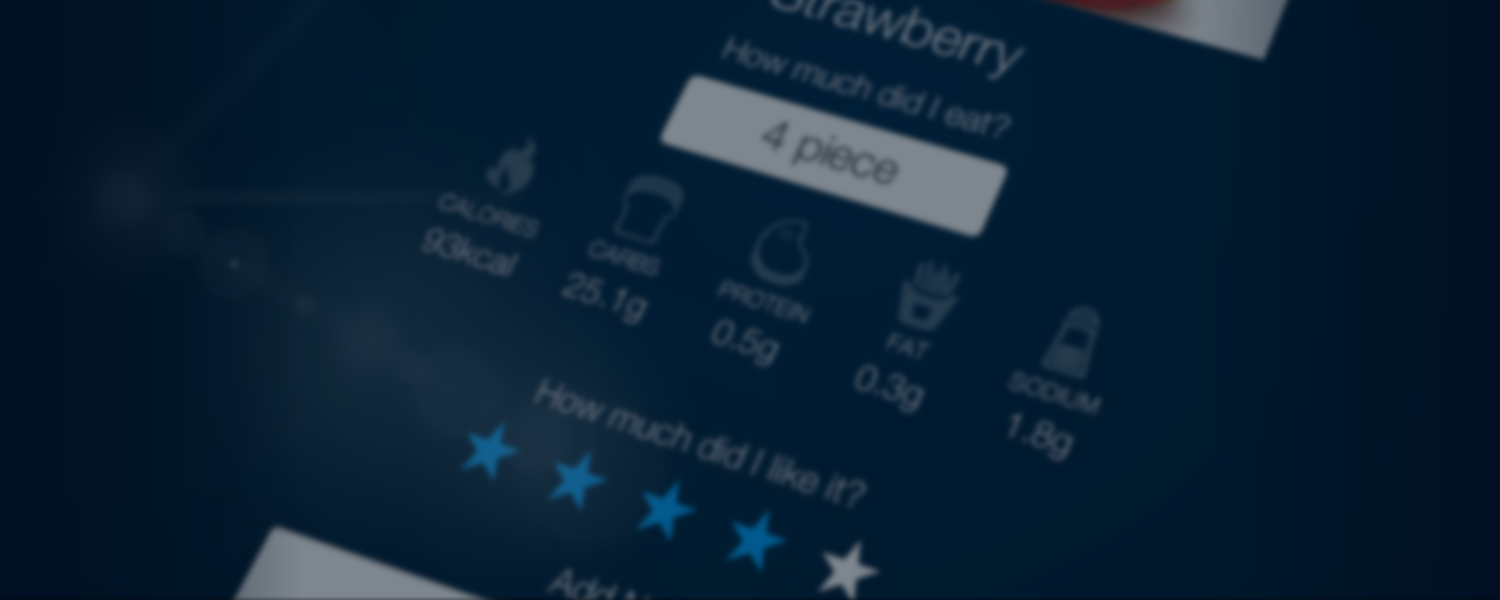 Strawberry
How much did I eat?
4 piece
CALORIES CARBS PROTEIN FAT SODIUM
93kcal 25.1g 0.5g 0.3g 1.8g
How much did I like it?
Add